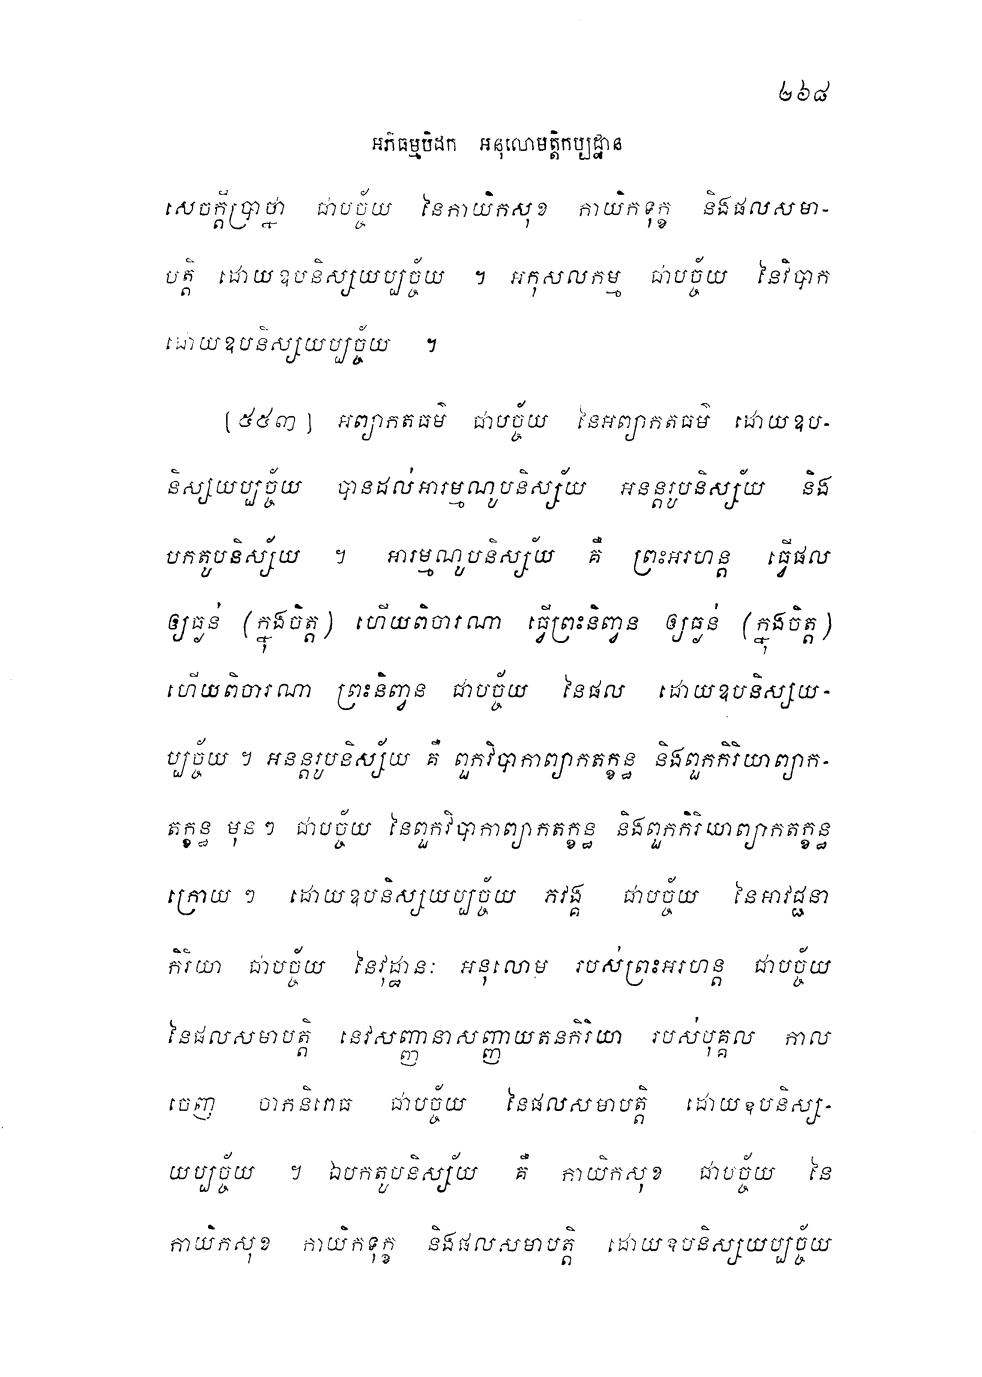 ២៦៨
អភិធម្មបិដក អនុលោមត្តិកប្បដ្ឋាន
សេចក្តីប្រាថ្នា ជាបច្ច័យ នៃកាយិកសុខ កាយិកទុក្ខ និងផលសមា-
បត្តិ ដោយឧបនិស្សយប្បច្ច័យ ។ អកុសលកម្ម ជាបច្ច័យ នៃវិបាក
ដោយឧបនិស្សយប្បច្ច័យ ។
[៥៥៣] អព្យាកតធម៌ ជាបច្ច័យ នៃអព្យាកតធម៌ ដោយឧប-
និស្សយប្បច្ច័យ បានដល់អារម្មណូបនិស្ស័យ អនន្តរូបនិស្ស័យ និង
បកតូបនិស្ស័យ ។ អារម្មណូបនិស្ស័យ គឺ ព្រះអរហន្ត ធ្វើផល
ឲ្យធ្ងន់ (ក្នុងចិត្ត) ហើយពិចារណា ធ្វើព្រះនិព្វាន ឲ្យធ្ងន់ (ក្នុងចិត្ត)
ហើយពិចារណា ព្រះនិព្វាន ជាបច្ច័យ នៃផល ដោយឧបនិស្សយ-
ប្បច្ច័យ ។ អនន្តរូបនិស្ស័យ គឺ ពួកវិបាកាព្យាកតក្ខន្ធ និងពួកកិរិយាព្យាក-
តក្ខន្ធ មុនៗ ជាបច្ច័យ នៃពួកវិបាកាព្យាកតក្ខន្ធ និងពួកកិរិយាព្យាកតក្ខន្ធ
ក្រោយៗ ដោយឧបនិស្សយប្បច្ច័យ ភវង្គ ជាបច្ច័យ នៃអាវជ្ជនា
កិរិយា ជាបច្ច័យ នៃវុដ្ឋានៈ អនុលោម របស់ព្រះអរហន្ត ជាបច្ច័យ
នៃផលសមាបត្តិ នេវសញ្ញានាសញ្ញាយតនកិរិយា របស់បុគ្គល កាល
ចេញ ចាកនិរោធ ជាបច្ច័យ នៃផលសមាបត្តិ ដោយឧបនិស្ស-
យប្បច្ច័យ ។ ឯបកតូបនិស្ស័យ គឺ កាយិកសុខ ជាបច្ច័យ នៃ
កាយិកសុខ កាយិកទុក្ខ និងផលសមាបត្តិ ដោយឧបនិស្សយប្បច្ច័យ